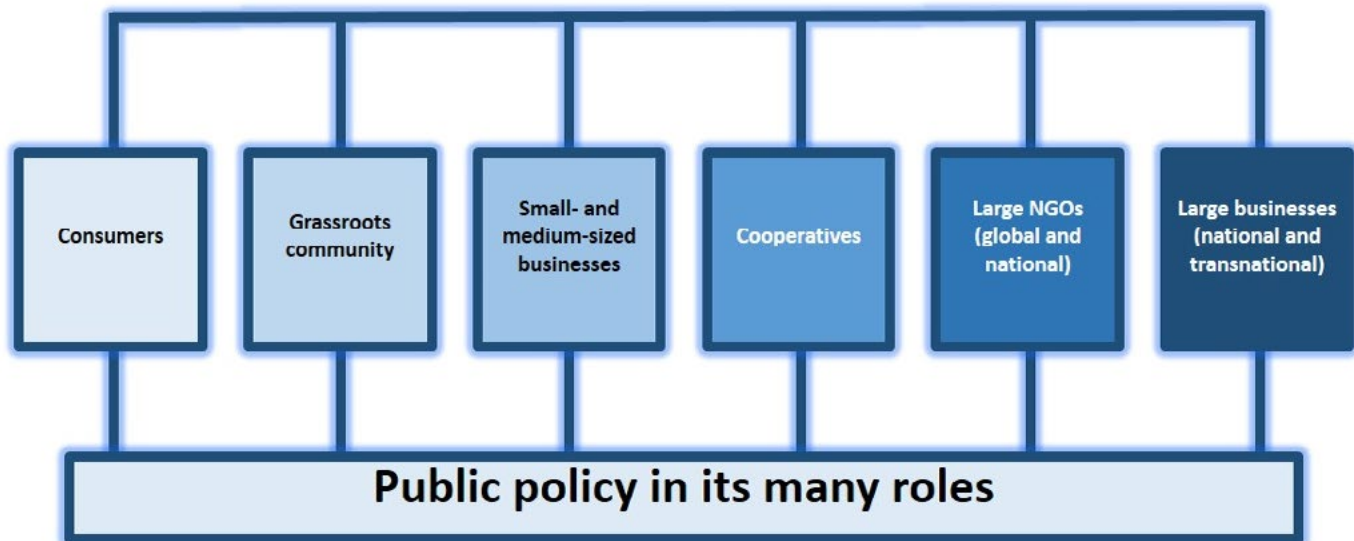 Consumers
Grassroots
community
Small- and
medium-sized
businesses
Cooperatives
Large NGOs
(global and
national)
Large businesses
(national and
transnational)
Public policy in its many roles